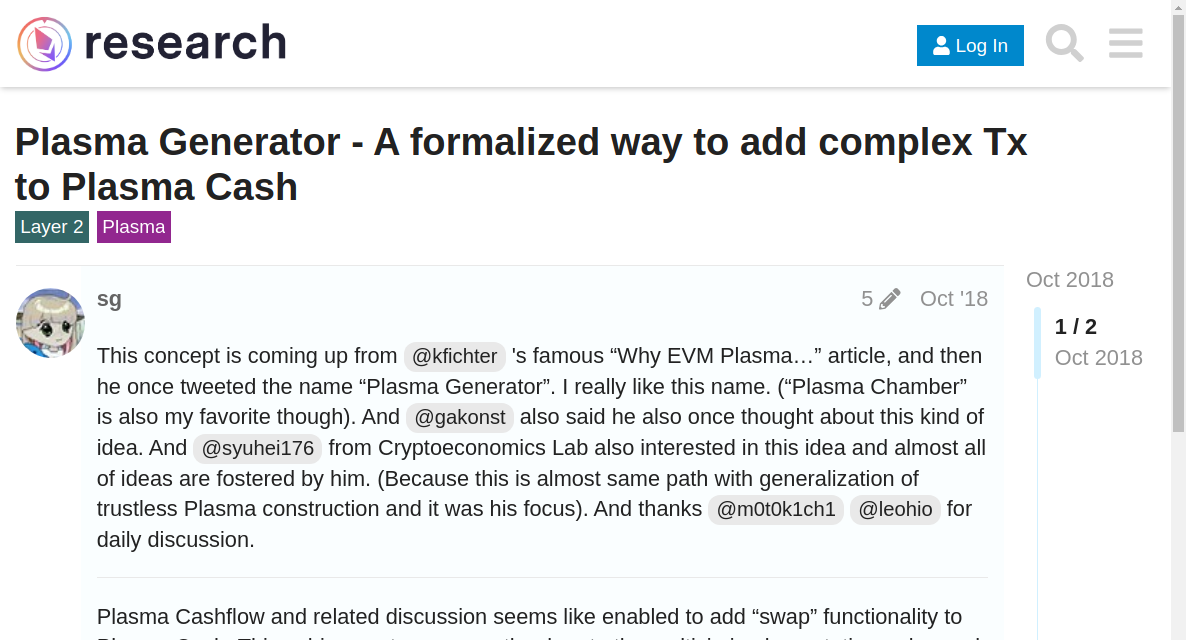 research
Log In
Plasma Generator - A formalized way to add complex Tx
to Plasma Cash
Layer 2 Plasma
sg 5 Oct '18
Oct 2018
1 / 2
Oct 2018
This concept is coming up from @kfichter 's famous “Why EVM Plasma…” article, and then
he once tweeted the name “Plasma Generator”. I really like this name. (“Plasma Chamber”
is also my favorite though). And @gakonst also said he also once thought about this kind of
idea. And @syuhei176 from Cryptoeconomics Lab also interested in this idea and almost all
of ideas are fostered by him. (Because this is almost same path with generalization of
trustless Plasma construction and it was his focus). And thanks @m0t0k1ch1 @leohio for
daily discussion.
Plasma Cashflow and related discussion seems like enabled to add “swap” functionality to